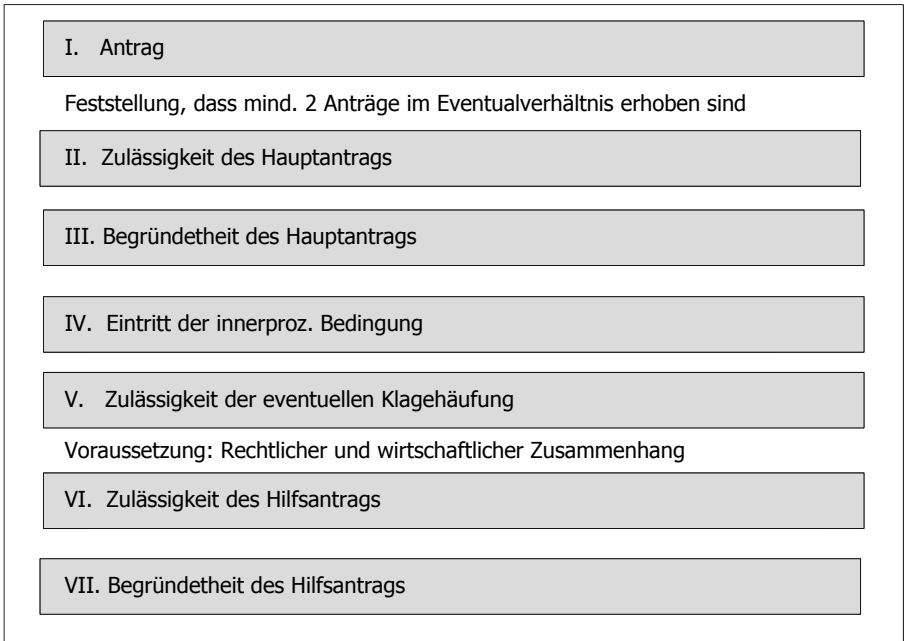 I. Antrag
Feststellung, dass mind. 2 Anträge im Eventualverhältnis erhoben sind
II. Zulässigkeit des Hauptantrags
III. Begründetheit des Hauptantrags
IV. Eintritt der innerproz. Bedingung
V. Zulässigkeit der eventuellen Klagehäufung
Voraussetzung: Rechtlicher und wirtschaftlicher Zusammenhang
VI. Zulässigkeit des Hilfsantrags
VII. Begründetheit des Hilfsantrags